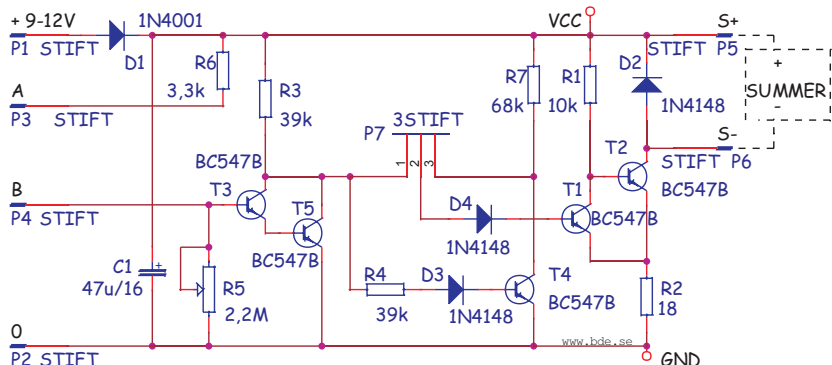 + 9-12V
1N4001
VCC
S+
P1 STIFT
D1
R6
3,3k
R3
39k
R7
68k
R1
10k
D2
STIFT P5
+
SUMMER
-
1N4148
A
P3 STIFT
P7
3STIFT
1 2 3
S-
STIFT P6
BC547B
T3
T2
BC547B
B
P4 STIFT
D4
1N4148
T1
BC547B
T5
BC547B
C1
47u/16
+
R5
2,2M
R4
39k
D3
1N4148
T4
BC547B
R2
18
0
P2 STIFT
www.bde.se
GND